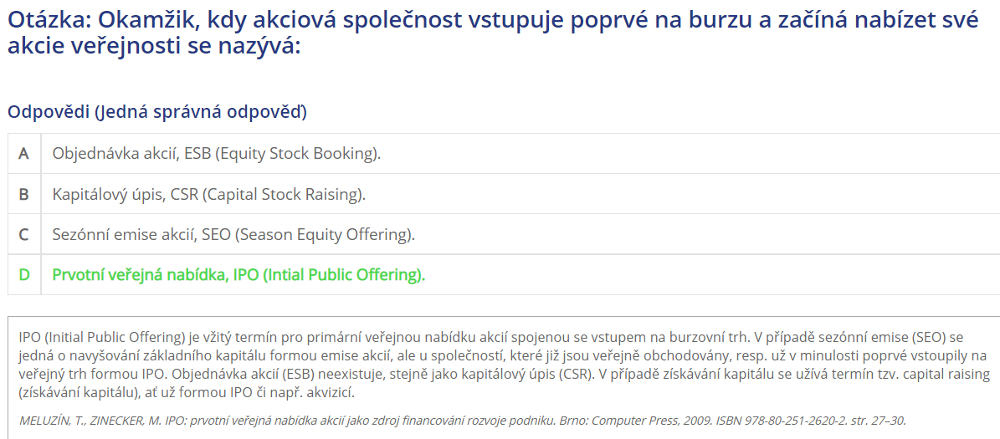 Otázka: Okamžik, kdy akciová společnost vstupuje poprvé na burzu a začíná nabízet své
akcie veřejnosti se nazývá:
Odpovědi (Jedná správná odpověď)
A Objednávka akcií, ESB (Equity Stock Booking).
B Kapitálový úpis, CSR (Capital Stock Raising).
C Sezónní emise akcií, SEO (Season Equity Offering).
D Prvotní veřejná nabídka, IPO (Intial Public Offering).
IPO (Initial Public Offering) je vžitý termín pro primární veřejnou nabídku akcií spojenou se vstupem na burzovní trh. V případě sezónní emise (SEO) se
jedná o navyšování základního kapitálu formou emise akcií, ale u společností, které již jsou veřejně obchodovány, resp. už v minulosti poprvé vstoupily na
veřejný trh formou IPO. Objednávka akcií (ESB) neexistuje, stejně jako kapitálový úpis (CSR). V případě získávání kapitálu se užívá termín tzv. capital raising
(získávání kapitálu), ať už formou IPO či např. akvizicí.
MELUZÍN, T., ZINECKER, M. IPO: prvotní veřejná nabídka akcií jako zdroj financování rozvoje podniku. Brno: Computer Press, 2009. ISBN 978-80-251-2620-2. str. 27–30.